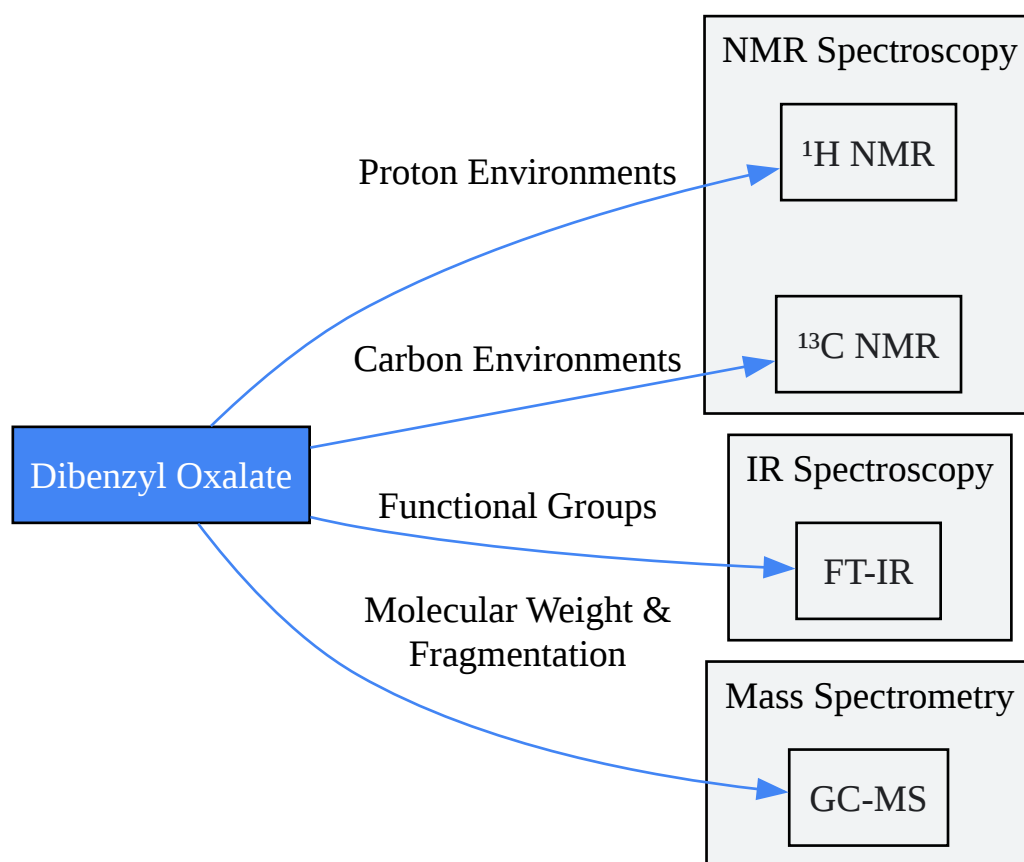 NMR Spectroscopy
¹H NMR
Proton Environments
¹³C NMR
Carbon Environments
Dibenzyl Oxalate
IR Spectroscopy
Functional Groups
FT-IR
Molecular Weight &
Fragmentation
Mass Spectrometry
GC-MS